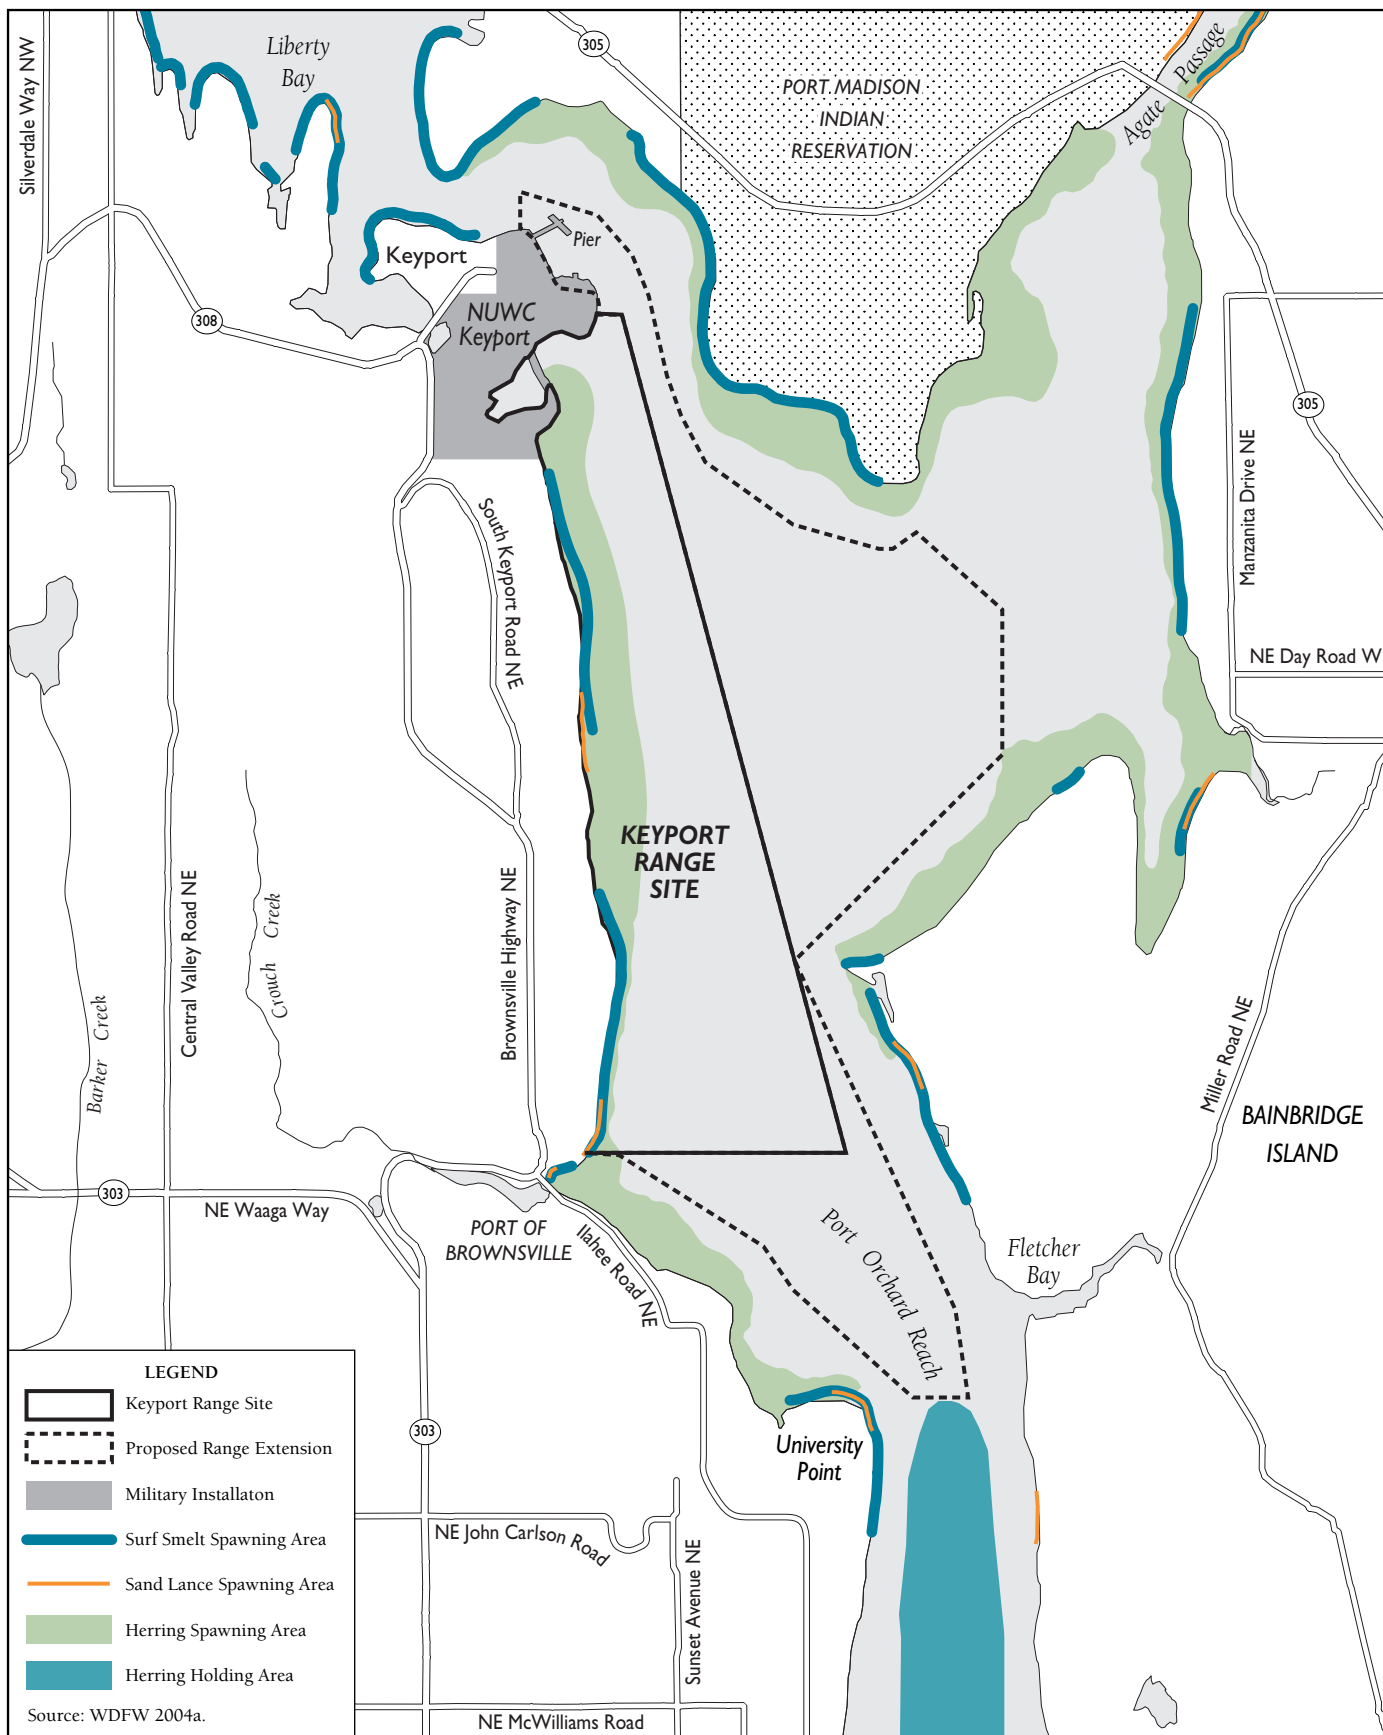 Liberty
Bay
305
PORT MADISON
INDIAN
RESERVATION
Agate Passage
Silverdale Way NW
Pier
Keyport
NUWC
Keyport
308
305
Manzanita Drive NE
South Keyport Road NE
NE Day Road W
KEYPORT
RANGE
SITE
Central Valley Road NE
Crouch Creek
Brownsville Highway NE
Barker Creek
Miller Road NE
BAINBRIDGE
ISLAND
303
NE Waaga Way
PORT OF
BROWNSVILLE
Illahee Road NE
Port Orchard Reach
Fletcher
Bay
LEGEND
Keyport Range Site
Proposed Range Extension
Military Installaton
Surf Smelt Spawning Area
Sand Lance Spawning Area
Herring Spawning Area
Herring Holding Area
Source: WDFW 2004a.
303
University
Point
NE John Carlson Road
Sunset Avenue NE
NE McWilliams Road